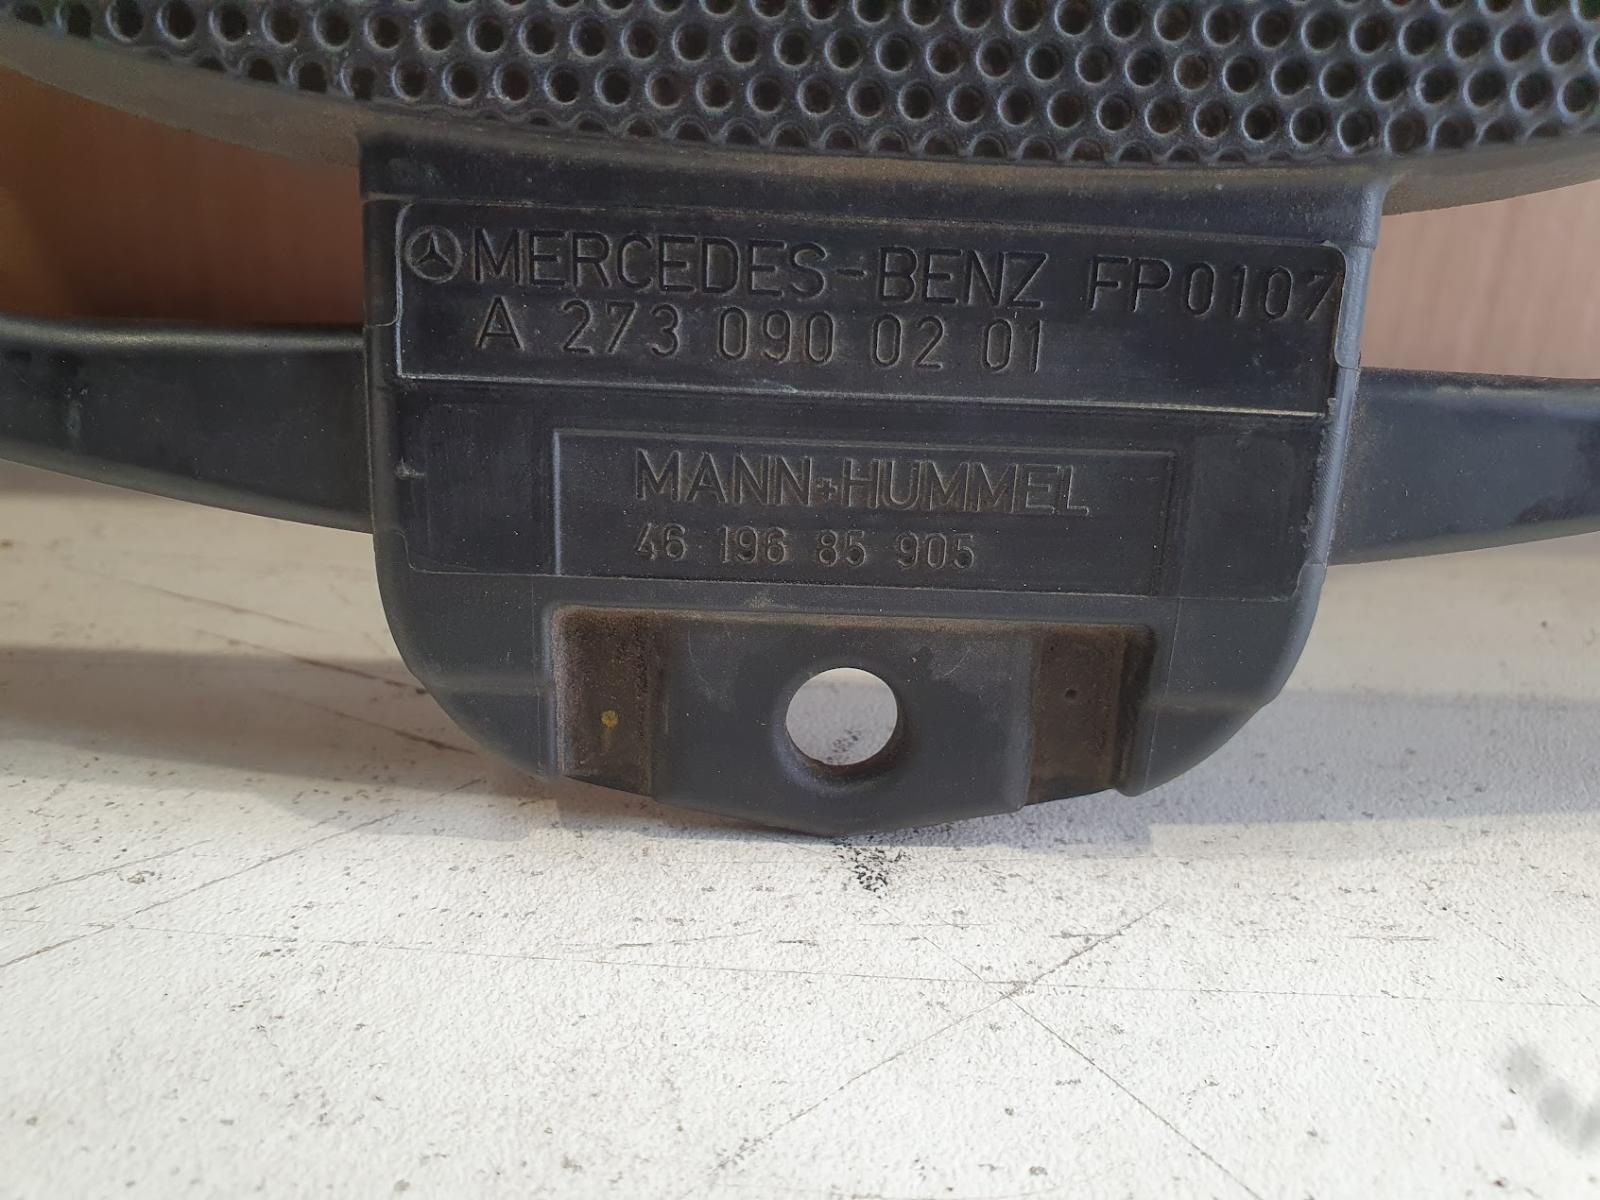 MERCEDES-BENZ FP0107
A 273 090 02 01
MANN+HUMMEL
46 196 85 905